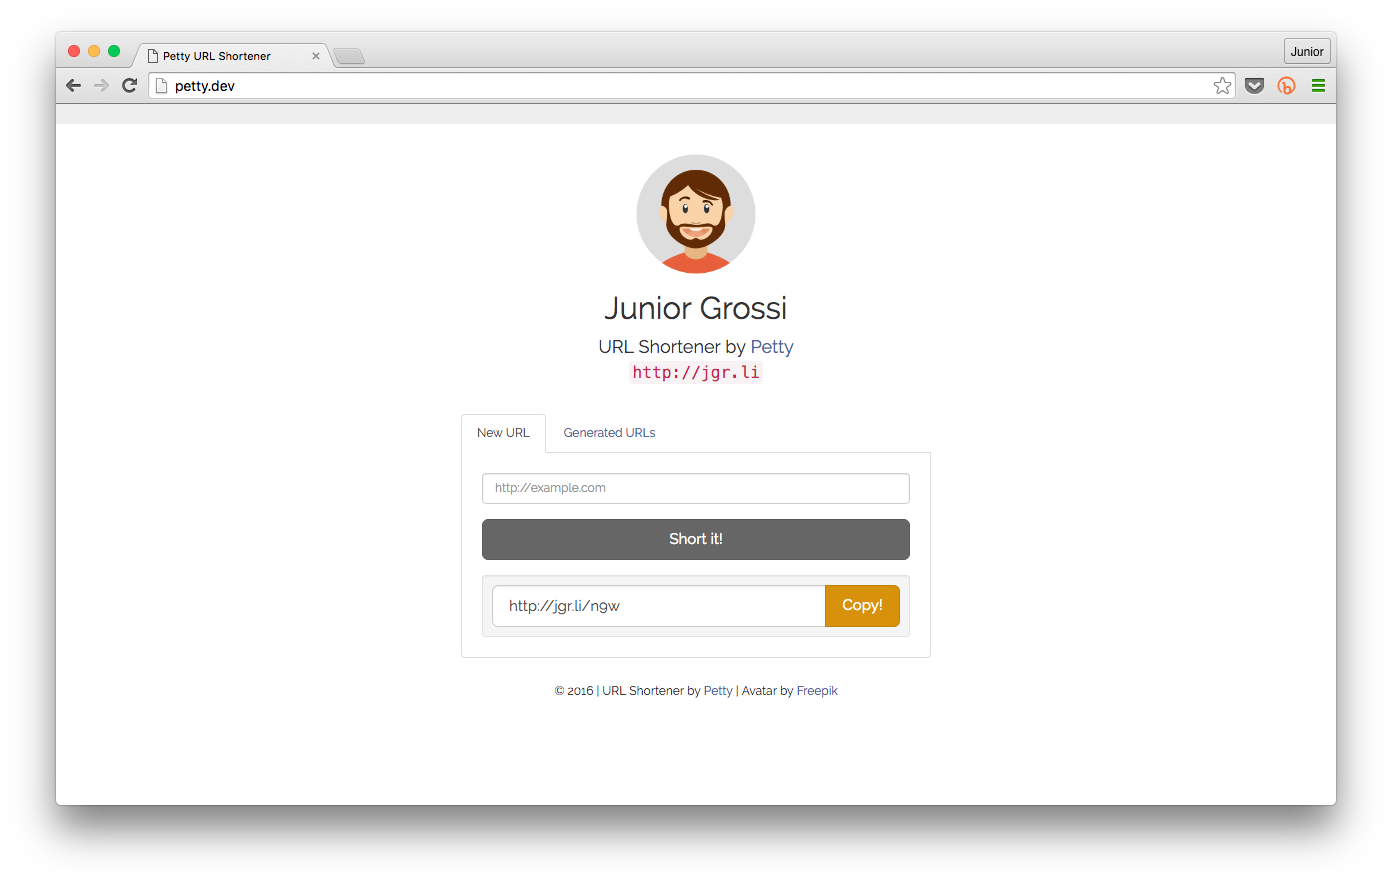 Petty URL Shortener
Junior
petty.dev
Junior Grossi
URL Shortener by Petty
http://jgr.li
New URL
Generated URLs
http://example.com
Short it!
http://jgr.li/n9w
Copy!
© 2016 | URL Shortener by Petty | Avatar by Freepik